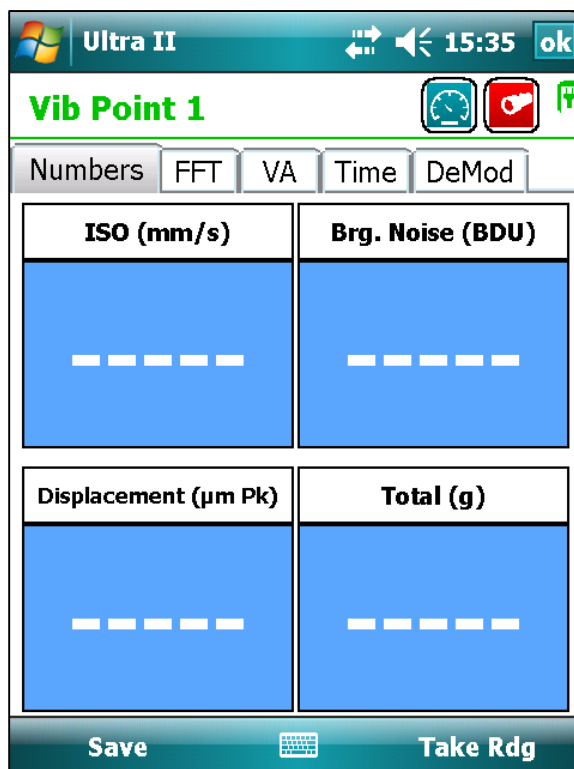 Ultra II 15:35 ok
Vib Point 1
Numbers FFT VA Time DeMod
ISO (mm/s) Brg. Noise (BDU)
----- -----
Displacement (µm Pk) Total (g)
----- -----
Save Take Rdg